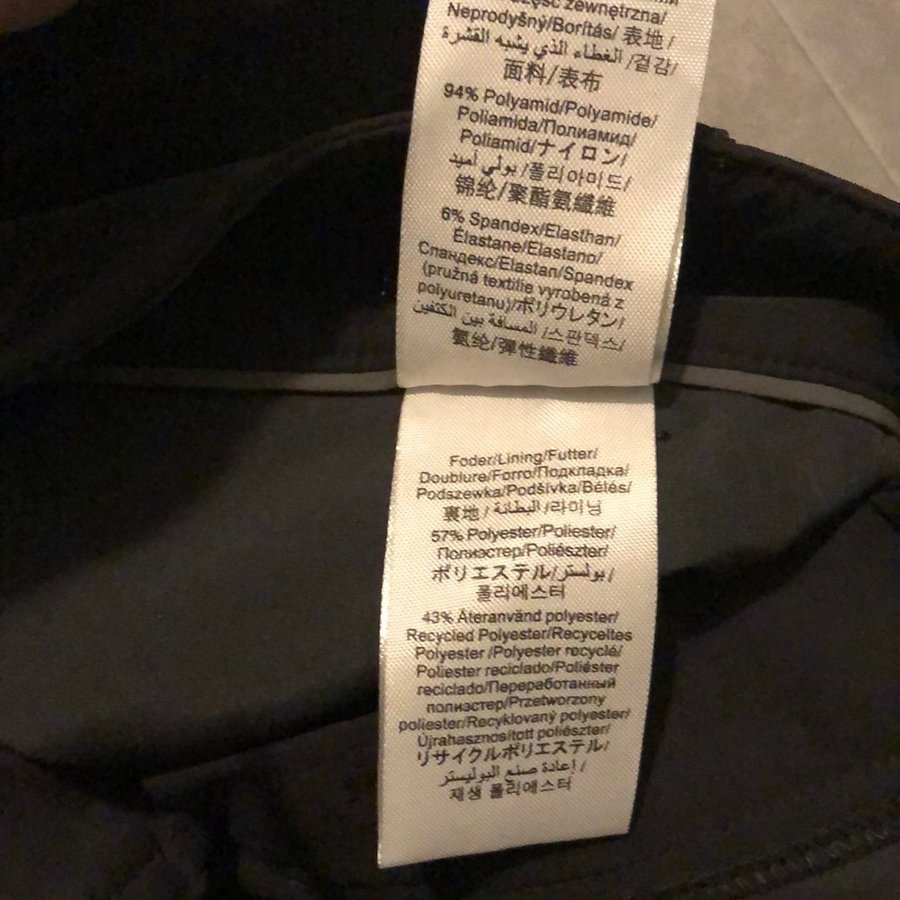 zewnętrzna/
Neprodyšný/Borítás/ 表地 /
الغطاء الذي يشبه القشرة /겉감/
面料/表布
94% Polyamid/Polyamide/
Poliamida/Полиамид/
Poliamid/ナイロン/
بولي أميد /폴리아미드/
锦纶/聚酯氨纖維
6% Spandex/Elasthan/
Élastane/Elastano/
Спандекс/Elastan/Spandex
(pružná textilie vyrobená z
polyuretanu)/ポリウレタン/
المسافة بين الكتفين /스판덱스/
氨纶/彈性纖維
Foder/Lining/Futter/
Doublure/Forro/Подкладка/
Podszewka/Podšívka/Bélés/
裏地 / البطانة /라이닝
57% Polyester/Poliester/
Полиэстер/Poliészter/
ポリエステル/بولستر/
폴리에스터
43% Återanvänd polyester/
Recycled Polyester/Recyceltes
Polyester /Polyester recyclé/
Poliester reciclado/Poliéster
reciclado/Переработанный
полиэстер/Przetworzony
poliester/Recyklovaný polyester/
Újrahasznosított poliészter/
リサイクルポリエステル/
إعادة صنع البوليستر /
재생 폴리에스터